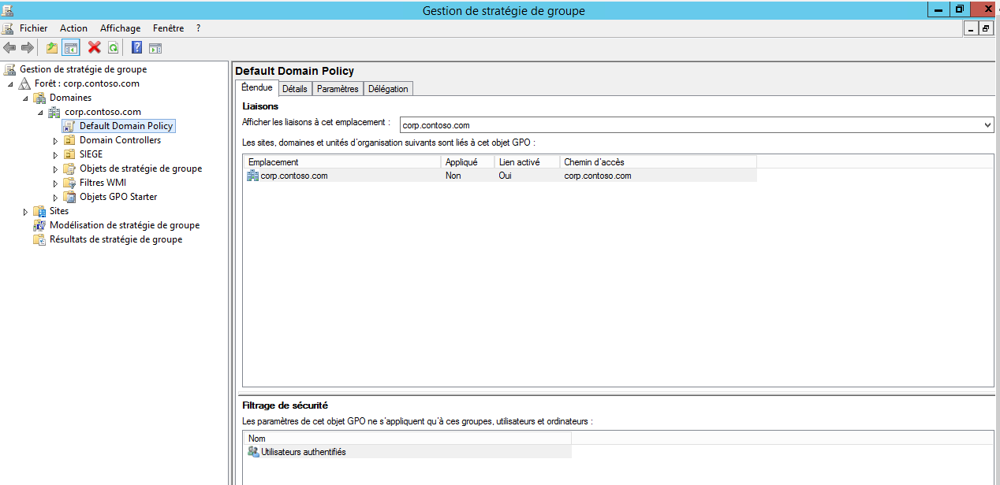 Gestion de stratégie de groupe
Fichier Action Affichage Fenêtre ?
Gestion de stratégie de groupe
Forêt : corp.contoso.com
Domaines
corp.contoso.com
Default Domain Policy
Domain Controllers
SIEGE
Objets de stratégie de groupe
Filtres WMI
Objets GPO Starter
Sites
Modélisation de stratégie de groupe
Résultats de stratégie de groupe
Default Domain Policy
Étendue Détails Paramètres Délégation
Liaisons
Afficher les liaisons à cet emplacement : corp.contoso.com
Les sites, domaines et unités d'organisation suivants sont liés à cet objet GPO :
Emplacement Appliqué Lien activé Chemin d'accès
corp.contoso.com Non Oui corp.contoso.com
Filtrage de sécurité
Les paramètres de cet objet GPO ne s'appliquent qu'à ces groupes, utilisateurs et ordinateurs :
Nom
Utilisateurs authentifiés